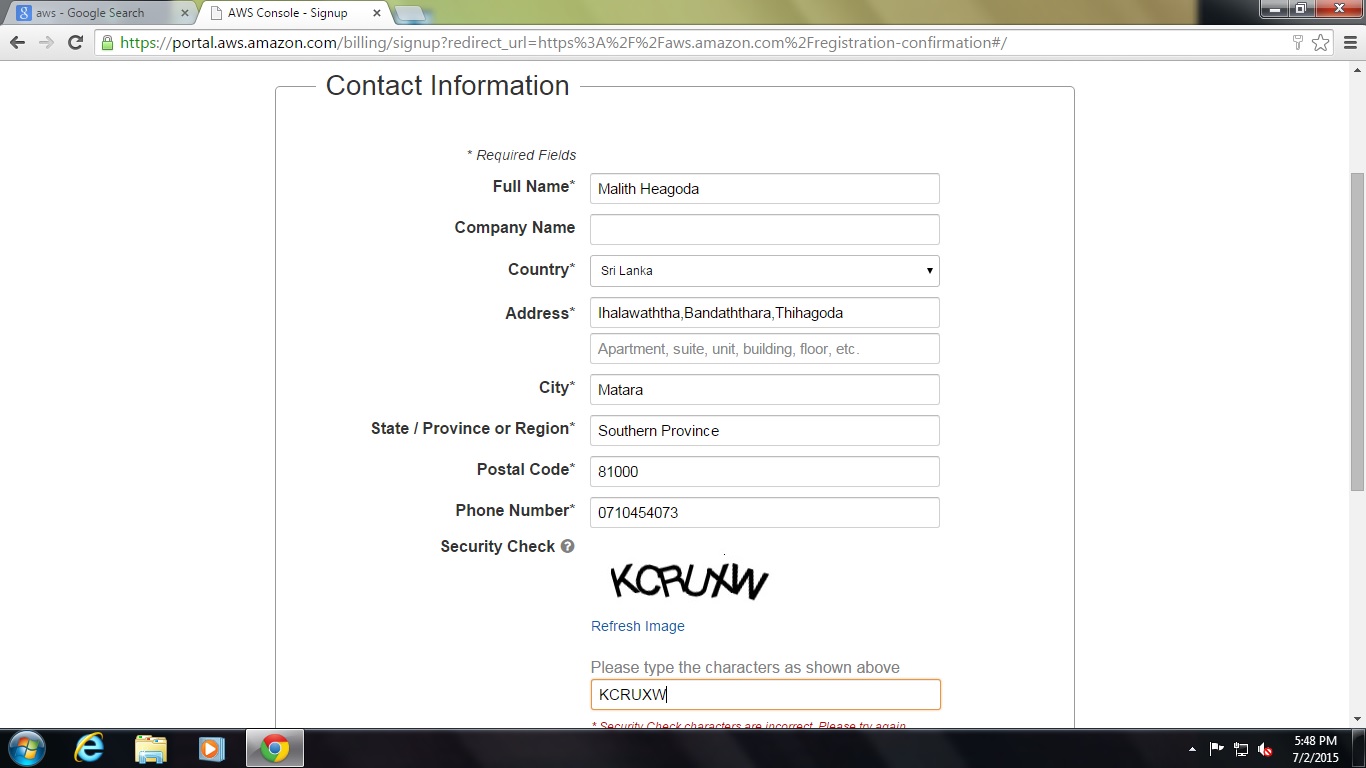 aws - Google Search
AWS Console - Signup
https://portal.aws.amazon.com/billing/signup?redirect_url=https%3A%2F%2Faws.amazon.com%2Fregistration-confirmation#/
Contact Information
* Required Fields
Full Name* Malith Heagoda
Company Name
Country* Sri Lanka
Address* Ihalawaththa,Bandaththara,Thihagoda
Apartment, suite, unit, building, floor, etc.
City* Matara
State / Province or Region* Southern Province
Postal Code* 81000
Phone Number* 0710454073
Security Check ?
KCRUXW
Refresh Image
Please type the characters as shown above
KCRUXW
* Security Check characters are incorrect. Please try again
5:48 PM
7/2/2015